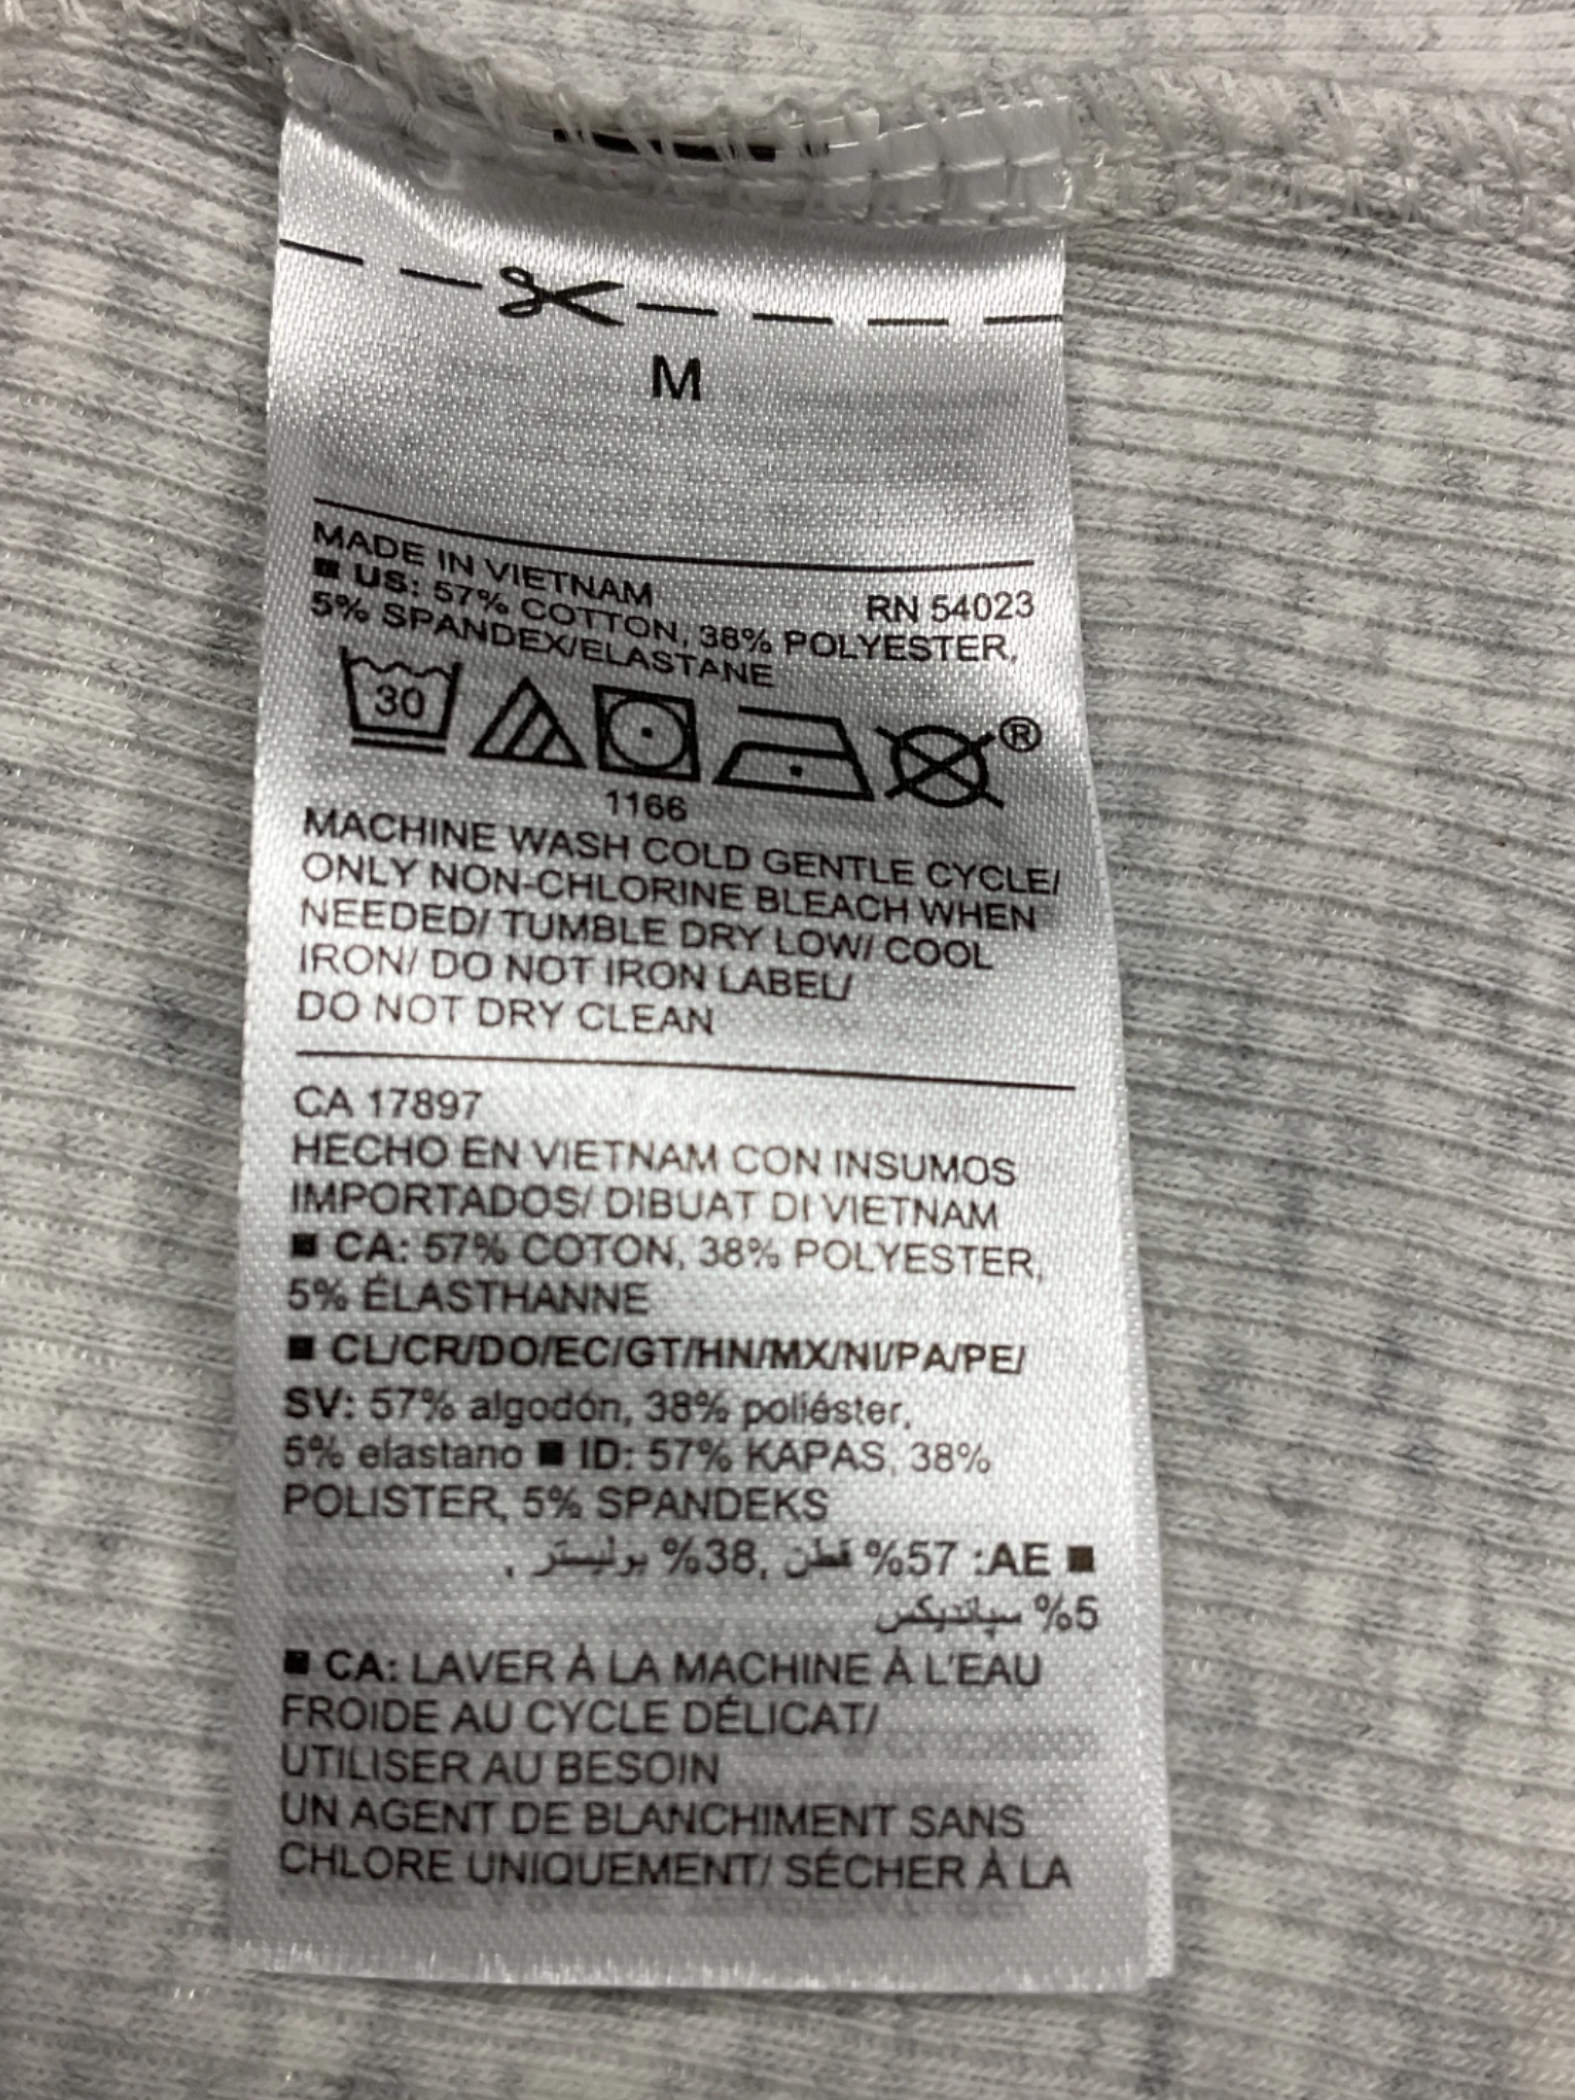 M
MADE IN VIETNAM RN 54023
■ US: 57% COTTON, 38% POLYESTER,
5% SPANDEX/ELASTANE
30 ®
1166
MACHINE WASH COLD GENTLE CYCLE/
ONLY NON-CHLORINE BLEACH WHEN
NEEDED/ TUMBLE DRY LOW/ COOL
IRON/ DO NOT IRON LABEL/
DO NOT DRY CLEAN
CA 17897
HECHO EN VIETNAM CON INSUMOS
IMPORTADOS/ DIBUAT DI VIETNAM
■ CA: 57% COTON, 38% POLYESTER,
5% ÉLASTHANNE
■ CL/CR/DO/EC/GT/HN/MX/NI/PA/PE/
SV: 57% algodón, 38% poliéster,
5% elastano ■ ID: 57% KAPAS, 38%
POLISTER, 5% SPANDEKS
■ AE: 57% قطن, 38% بوليستر ,
5% سپانديكس
■ CA: LAVER À LA MACHINE À L'EAU
FROIDE AU CYCLE DÉLICAT/
UTILISER AU BESOIN
UN AGENT DE BLANCHIMENT SANS
CHLORE UNIQUEMENT/ SÉCHER À LA